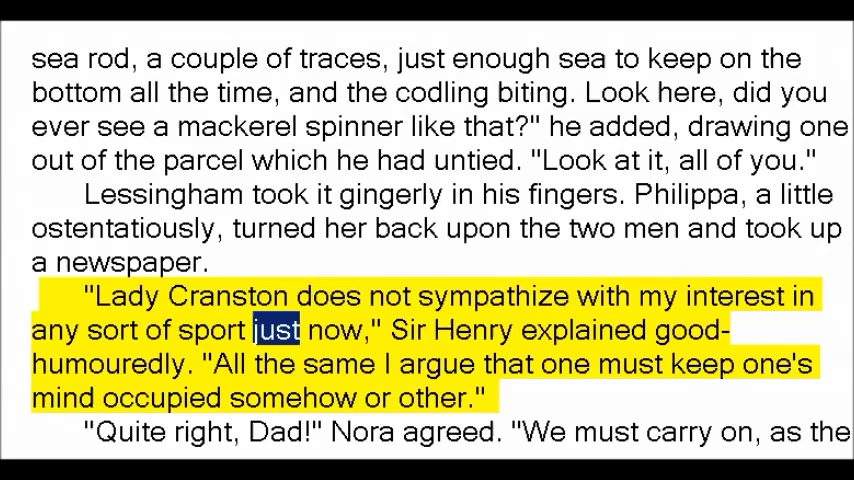 sea rod, a couple of traces, just enough sea to keep on the
bottom all the time, and the codling biting. Look here, did you
ever see a mackerel spinner like that?" he added, drawing one
out of the parcel which he had untied. "Look at it, all of you."
Lessingham took it gingerly in his fingers. Philippa, a little
ostentatiously, turned her back upon the two men and took up
a newspaper.
"Lady Cranston does not sympathize with my interest in
any sort of sport just now," Sir Henry explained good-
humouredly. "All the same I argue that one must keep one's
mind occupied somehow or other."
"Quite right, Dad!" Nora agreed. "We must carry on, as the